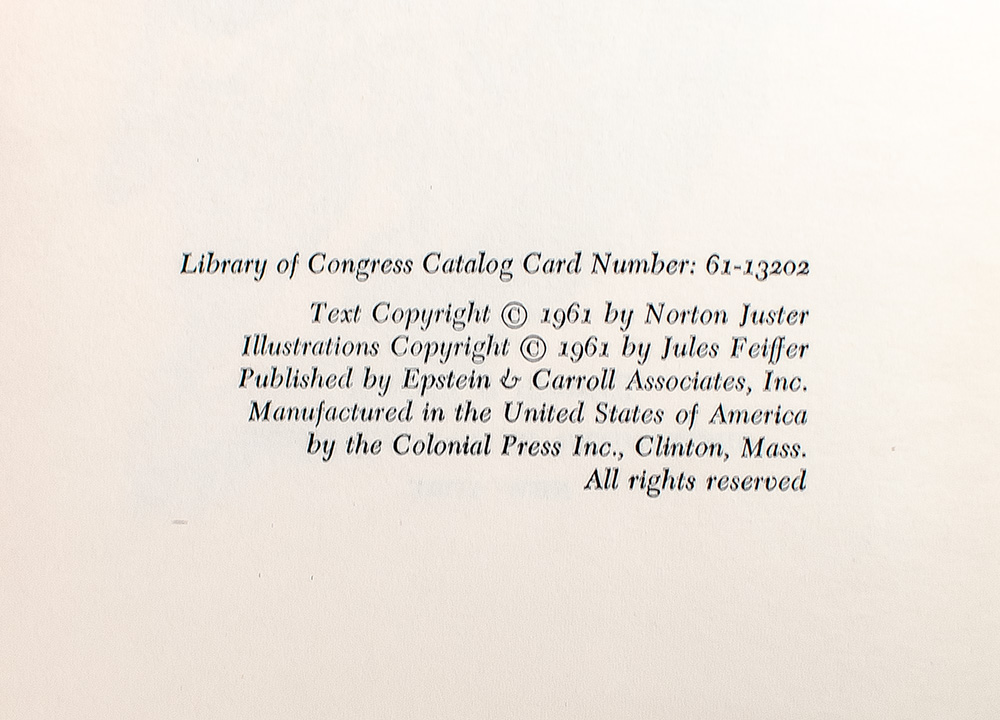 Library of Congress Catalog Card Number: 61-13202
Text Copyright © 1961 by Norton Juster
Illustrations Copyright © 1961 by Jules Feiffer
Published by Epstein & Carroll Associates, Inc.
Manufactured in the United States of America
by the Colonial Press Inc., Clinton, Mass.
All rights reserved